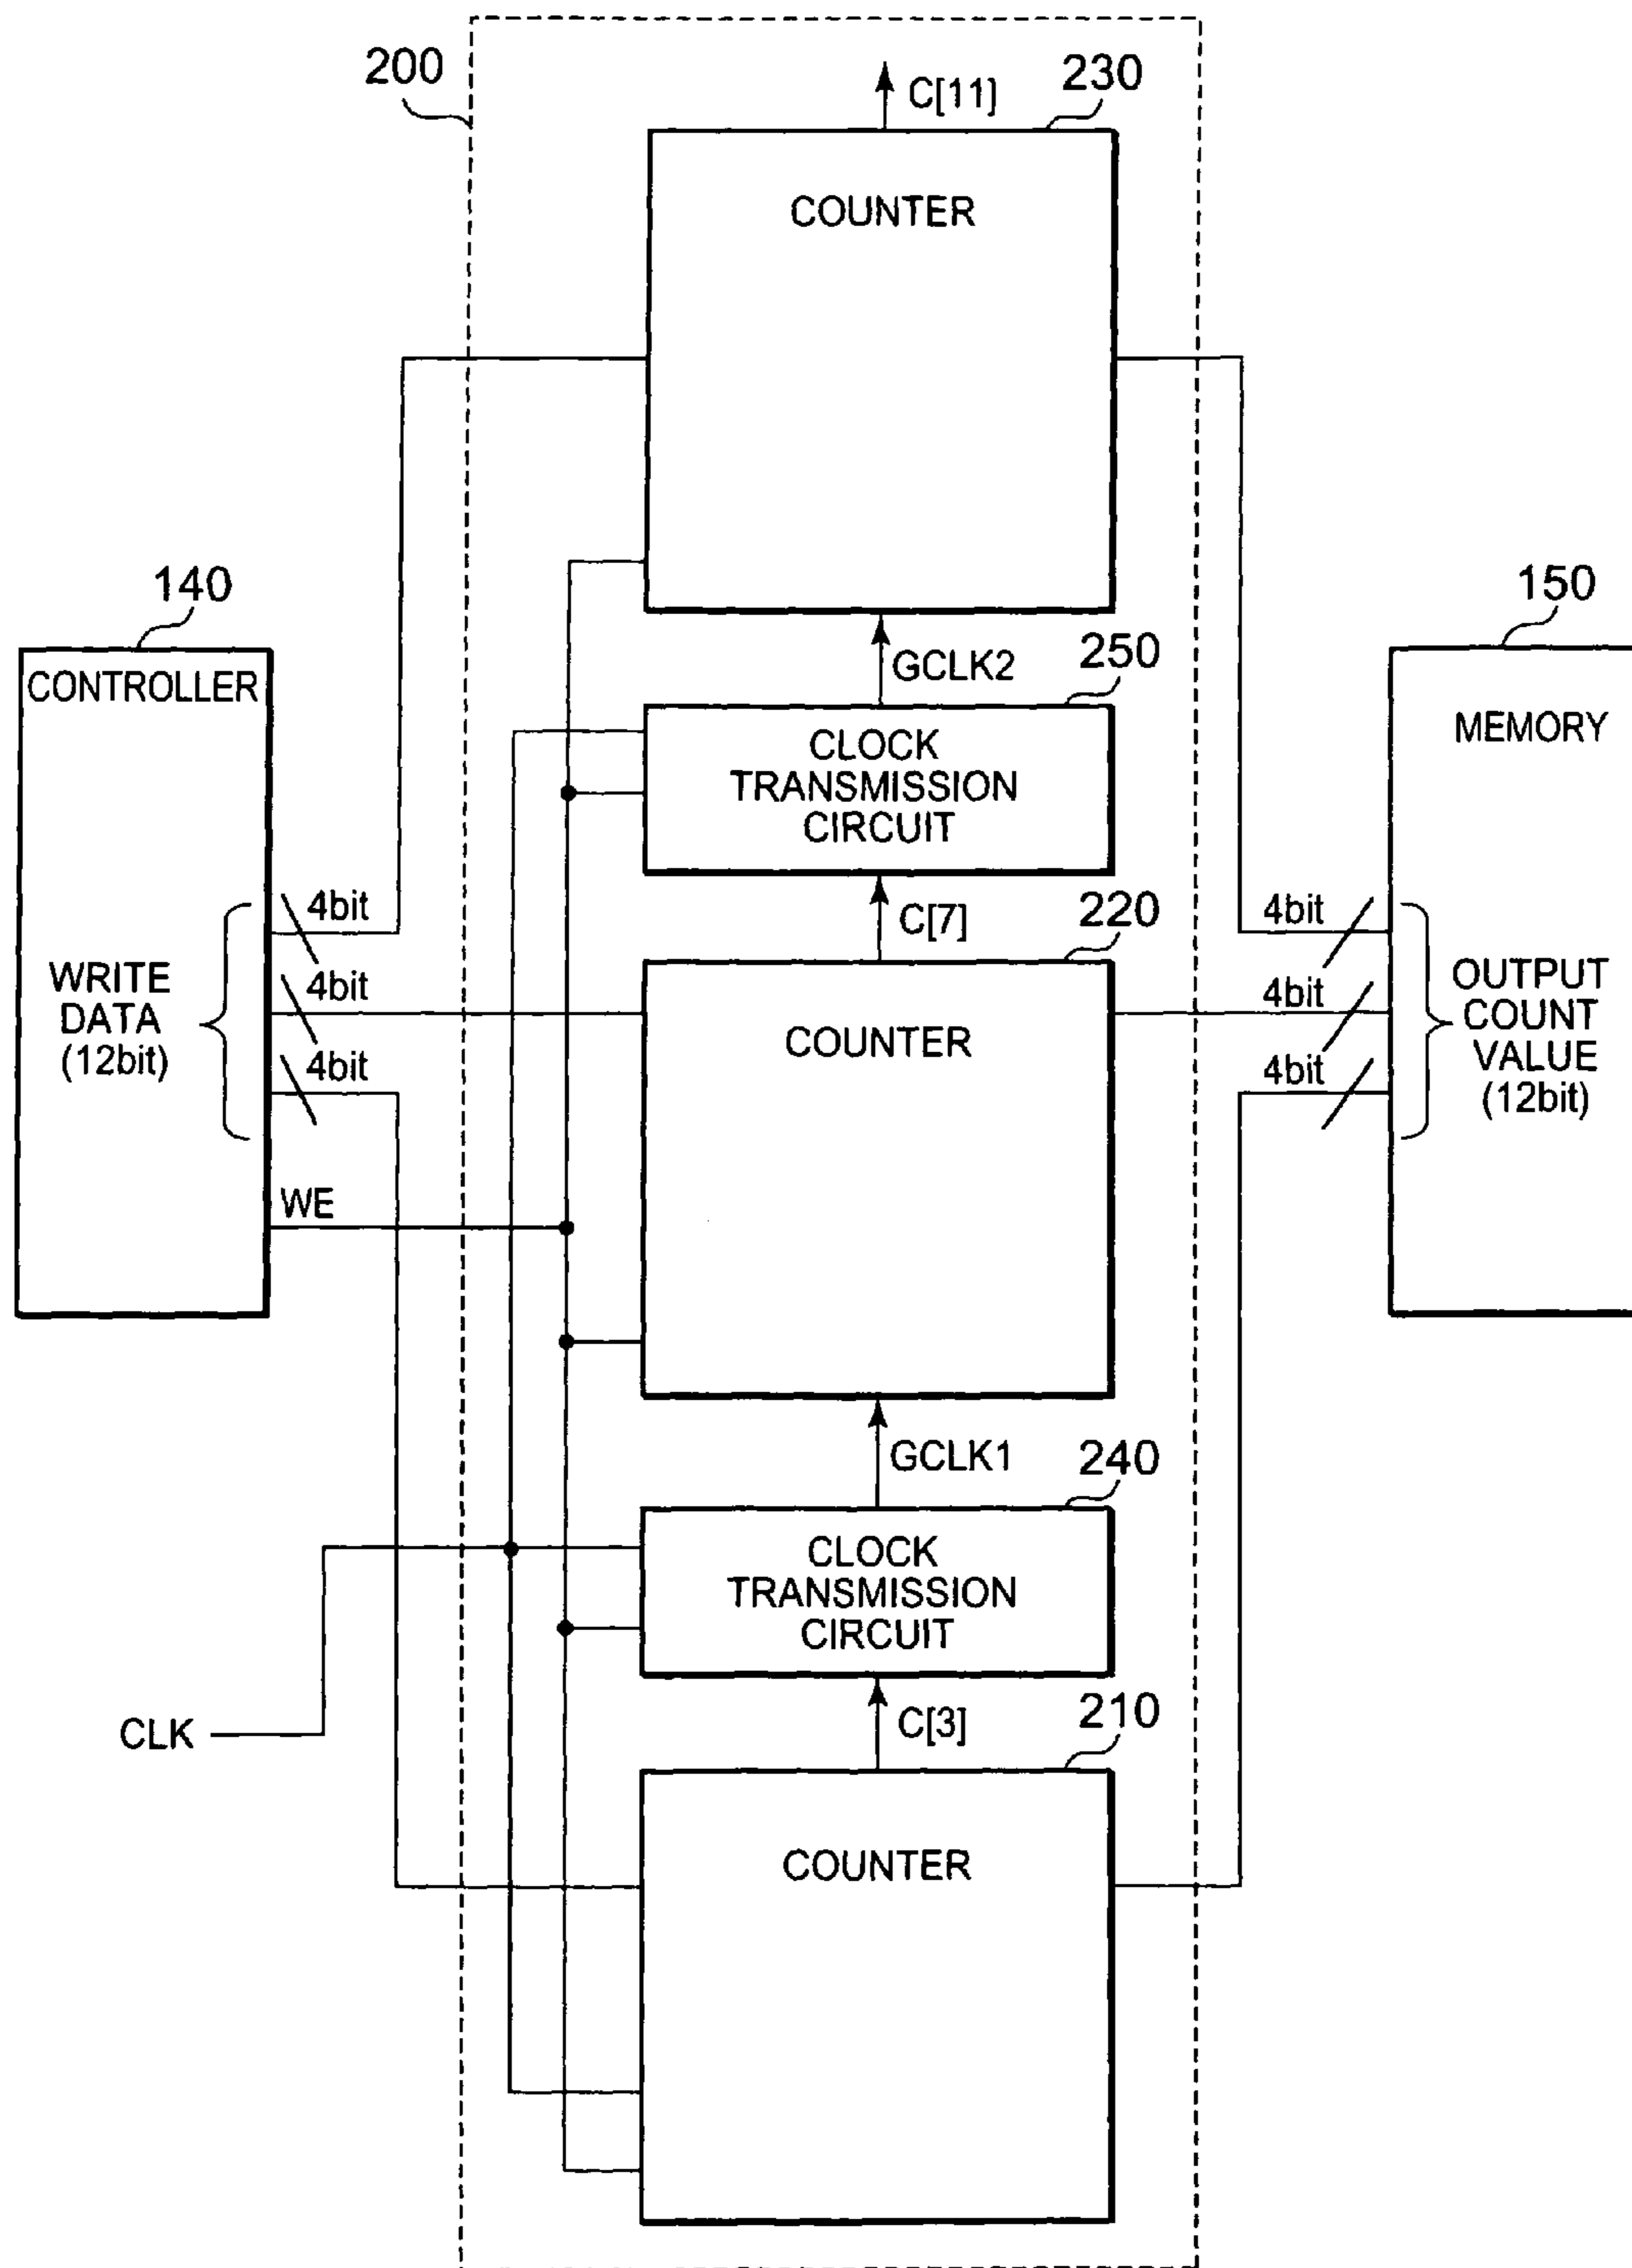 200
C[11]
230
COUNTER
140
CONTROLLER
150
MEMORY
GCLK2
250
CLOCK
TRANSMISSION
CIRCUIT
C[7]
220
4bit
4bit
4bit
WRITE
DATA
(12bit)
WE
COUNTER
4bit
4bit
4bit
OUTPUT
COUNT
VALUE
(12bit)
GCLK1
240
CLOCK
TRANSMISSION
CIRCUIT
CLK
C[3]
210
COUNTER